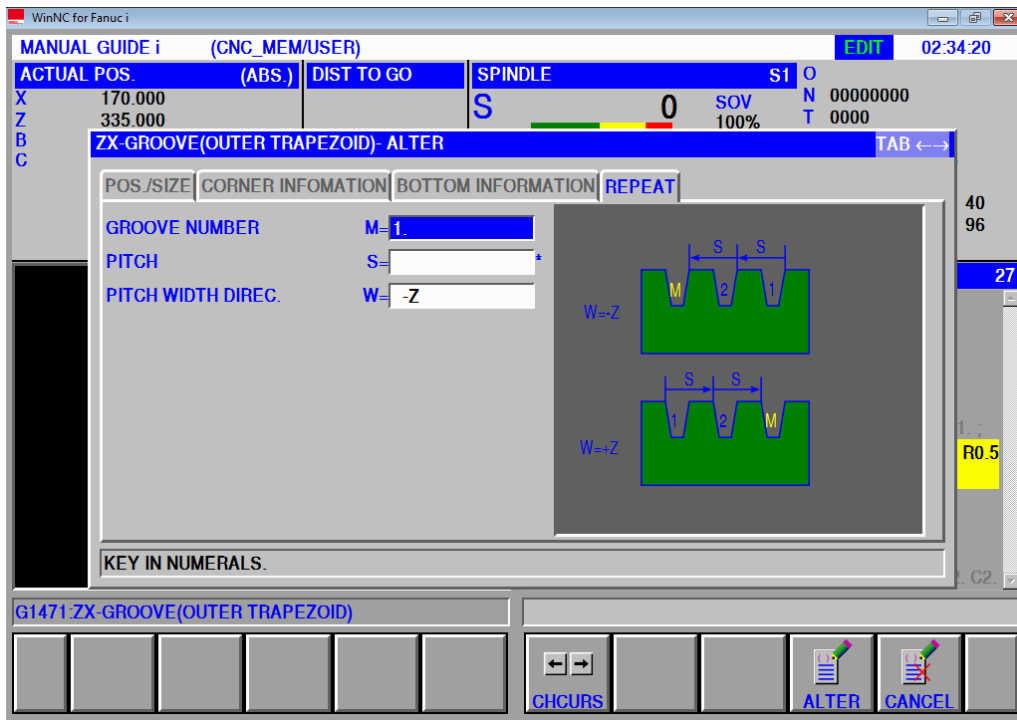 WinNC for Fanuc i
MANUAL GUIDE i (CNC_MEM/USER) EDIT 02:34:20
ACTUAL POS. (ABS.) DIST TO GO SPINDLE S1 O
X 170.000 S 0 SOV N 00000000
Z 335.000 100% T 0000
B
C
ZX-GROOVE(OUTER TRAPEZOID)- ALTER TAB ←→
POS./SIZE CORNER INFOMATION BOTTOM INFORMATION REPEAT
40
96
GROOVE NUMBER M= 1.
PITCH S= *
PITCH WIDTH DIREC. W= -Z
27
S S
M 2 1
W=-Z
S S
1 2 M
W=+Z
1. ;
R0.5
KEY IN NUMERALS.
. C2.
G1471:ZX-GROOVE(OUTER TRAPEZOID)
CHCURS ALTER CANCEL